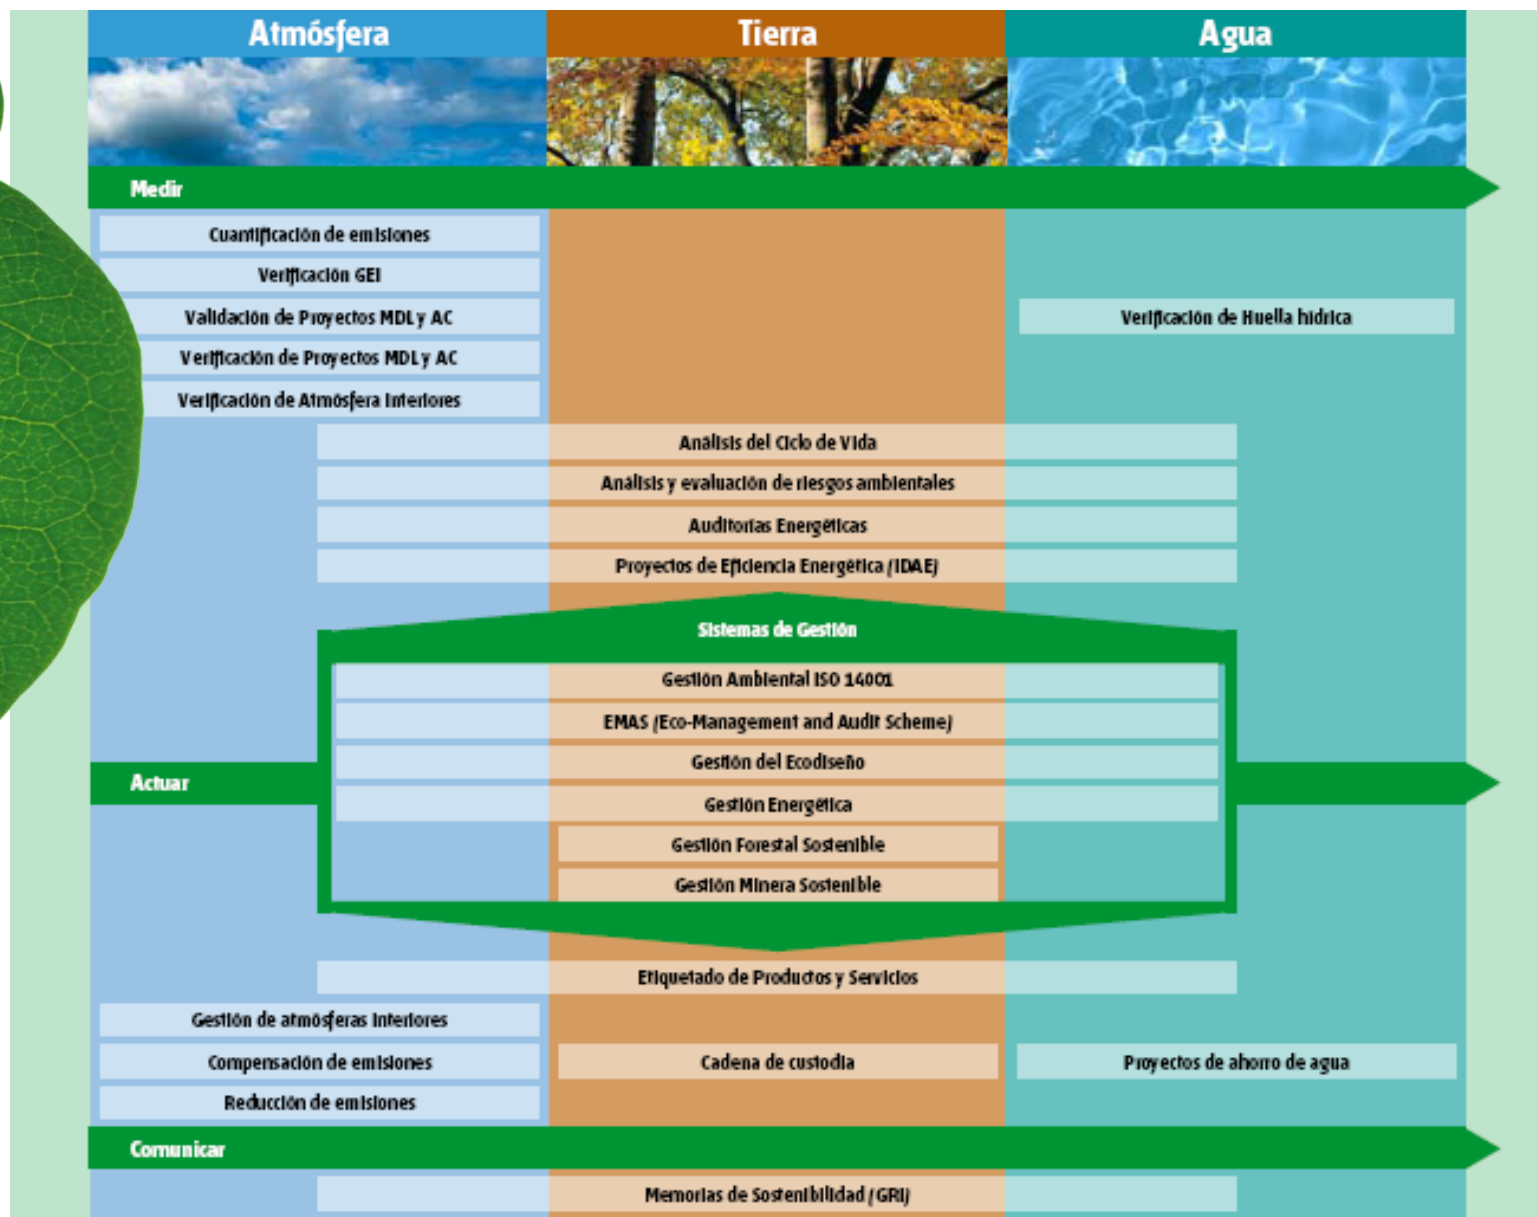 Atmósfera
Tierra
Agua
Medir
Cuantificación de emisiones
Verificación GEI
Validación de Proyectos MDL y AC
Verificación de Huella hídrica
Verificación de Proyectos MDL y AC
Verificación de Atmósfera Interiores
Análisis del Ciclo de Vida
Análisis y evaluación de riesgos ambientales
Auditorías Energéticas
Proyectos de Eficiencia Energética (IDAE)
Sistemas de Gestión
Gestión Ambiental ISO 14001
EMAS (Eco-Management and Audit Scheme)
Gestión del Ecodiseño
Actuar
Gestión Energética
Gestión Forestal Sostenible
Gestión Minera Sostenible
Etiquetado de Productos y Servicios
Gestión de atmósferas interiores
Compensación de emisiones
Cadena de custodia
Proyectos de ahorro de agua
Reducción de emisiones
Comunicar
Memorias de Sostenibilidad (GRI)